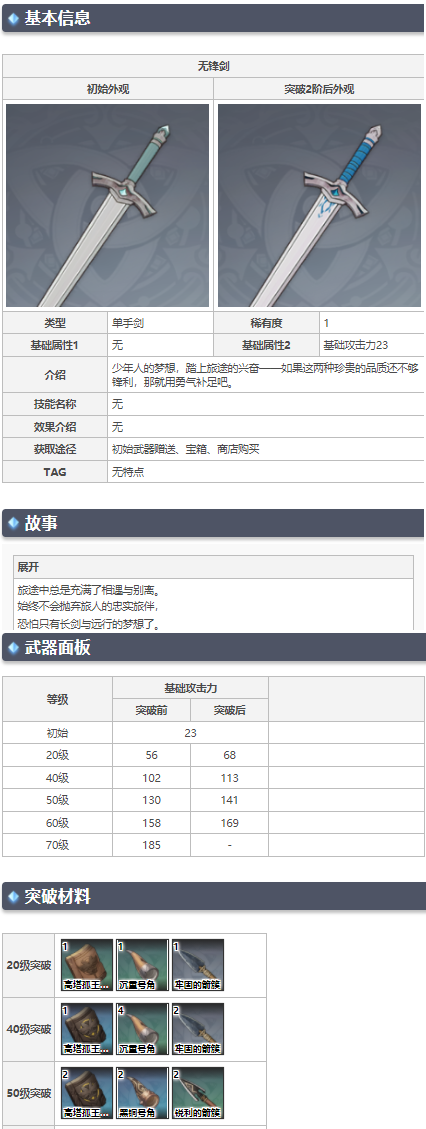 基本信息
无锋剑
初始外观 突破2阶后外观
类型 单手剑 稀有度 1
基础属性1 无 基础属性2 基础攻击力23
介绍 少年人的梦想，踏上旅途的兴奋——如果这两种珍贵的品质还不够
锋利，那就用勇气补足吧。
技能名称 无
效果介绍 无
获取途径 初始武器赠送、宝箱、商店购买
TAG 无特点
故事
展开
旅途中总是充满了相遇与别离。
始终不会抛弃旅人的忠实旅伴，
恐怕只有长剑与远行的梦想了。
武器面板
等级 基础攻击力
突破前 突破后
初始 23
20级 56 68
40级 102 113
50级 130 141
60级 158 169
70级 185 -
突破材料
1 1 1
20级突破
高塔孤王... 沉重号角 牢固的箭簇
1 4 2
40级突破
高塔孤王... 沉重号角 牢固的箭簇
2 2 2
50级突破
高塔孤王... 黑铜号角 锐利的箭簇